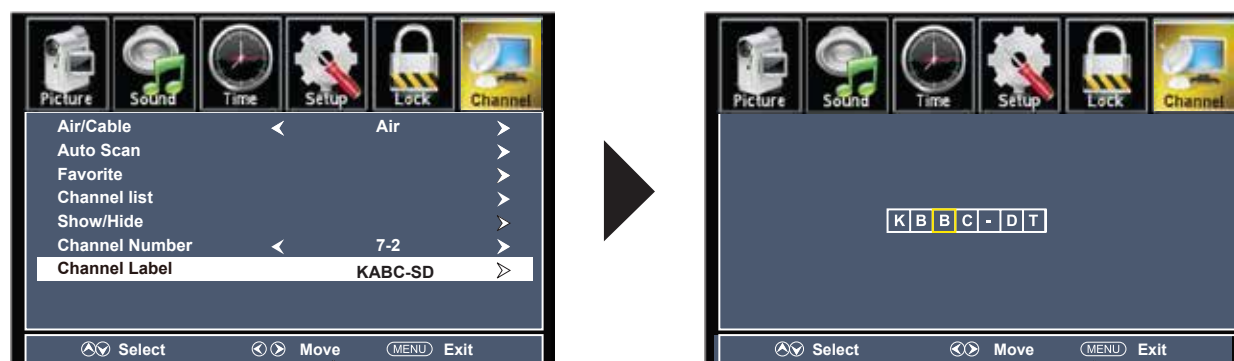 Picture Sound Time Setup Lock Channel
Air/Cable Air
Auto Scan
Favorite
Channel list
Show/Hide
Channel Number 7-2
Channel Label KABC-SD
Select Move MENU Exit
Picture Sound Time Setup Lock Channel
KBBC-DT
Select Move MENU Exit